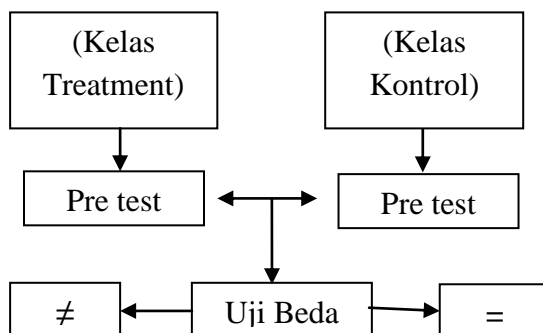 (Kelas
Treatment)
(Kelas
Kontrol)
Pre test
Pre test
≠
Uji Beda
=